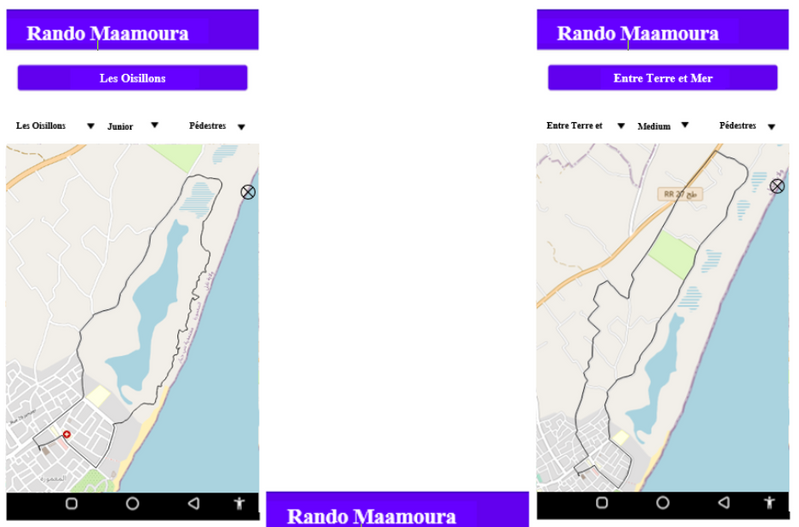 Rando Maamoura
Les Oisillons
Les Oisillons Junior Pédestres
المعمورة
Rando Maamoura
Entre Terre et Mer
Entre Terre et Medium Pédestres
RR 27
Rando Maamoura